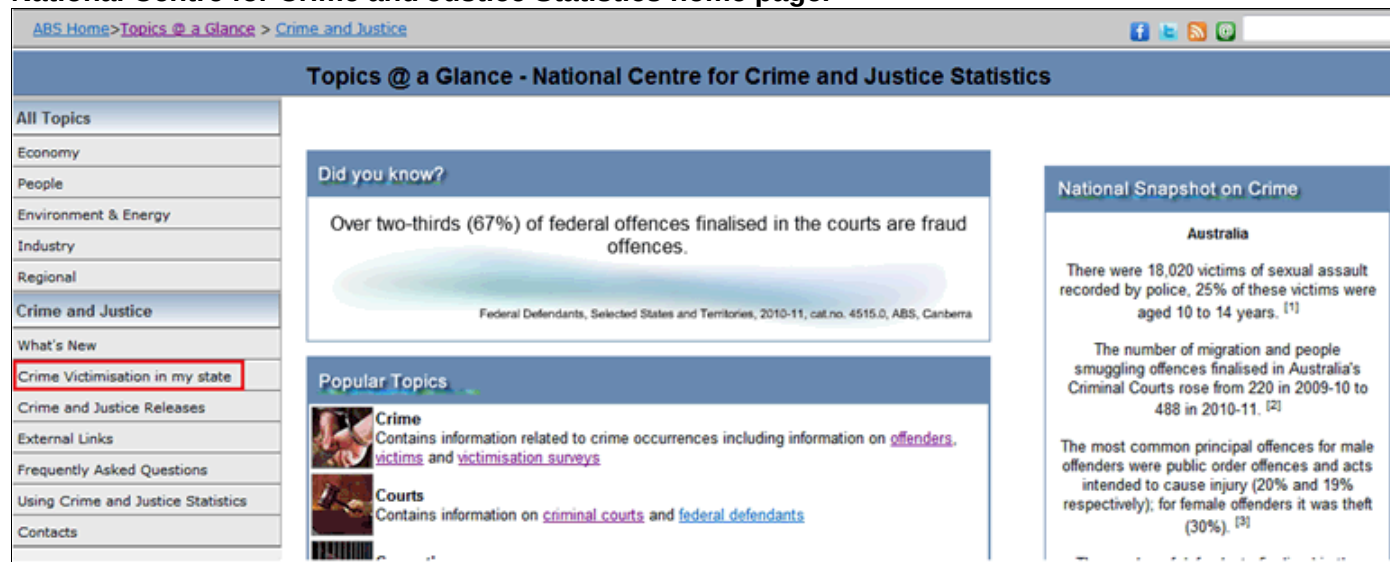 National Centre for Crime and Justice Statistics home page.
ABS Home>Topics @ a Glance > Crime and Justice
Topics @ a Glance - National Centre for Crime and Justice Statistics
All Topics
Economy
People
Environment & Energy
Industry
Regional
Crime and Justice
What's New
Crime Victimisation in my state
Crime and Justice Releases
External Links
Frequently Asked Questions
Using Crime and Justice Statistics
Contacts
Did you know?
Over two-thirds (67%) of federal offences finalised in the courts are fraud
offences.
Federal Defendants, Selected States and Territories, 2010-11, cat.no. 4515.0, ABS, Canberra
Popular Topics
Crime
Contains information related to crime occurrences including information on offenders,
victims and victimisation surveys
Courts
Contains information on criminal courts and federal defendants
National Snapshot on Crime
Australia
There were 18,020 victims of sexual assault
recorded by police, 25% of these victims were
aged 10 to 14 years. [1]
The number of migration and people
smuggling offences finalised in Australia's
Criminal Courts rose from 220 in 2009-10 to
488 in 2010-11. [2]
The most common principal offences for male
offenders were public order offences and acts
intended to cause injury (20% and 19%
respectively); for female offenders it was theft
(30%). [3]